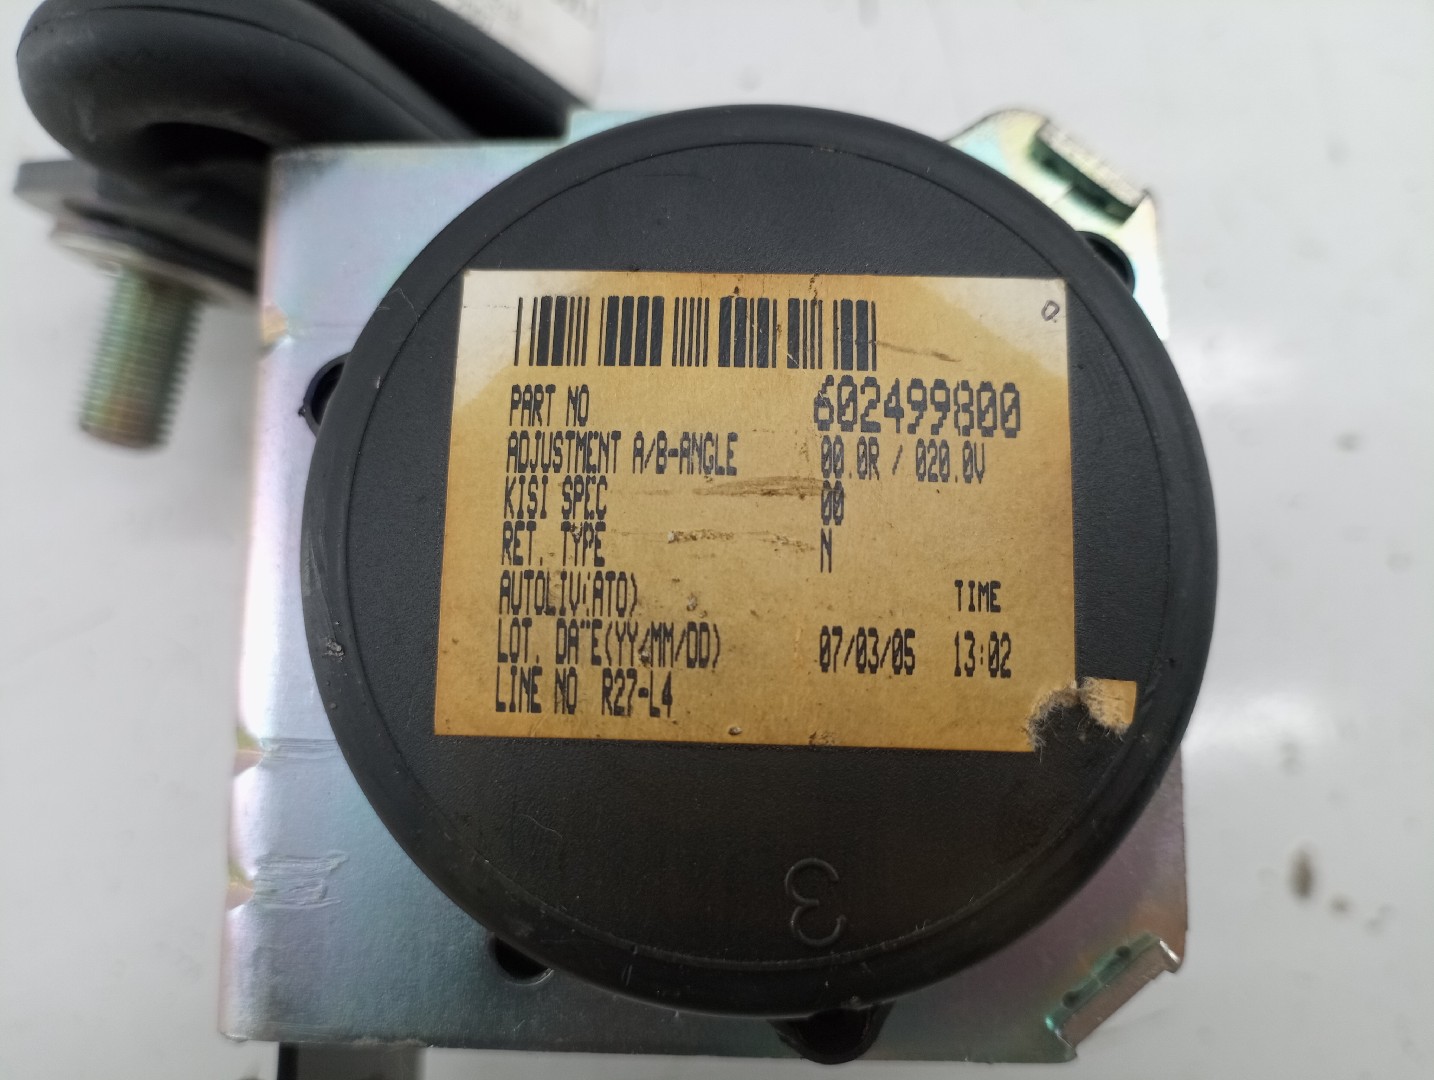 PART NO 602499800
ADJUSTMENT A/B-ANGLE 00.0R / 020.0V
KISI SPEC 00
RET. TYPE N
AUTOLIV(ATO) TIME
LOT. DATE(YY/MM/DD) 07/03/05 13:02
LINE NO R27-L4
3